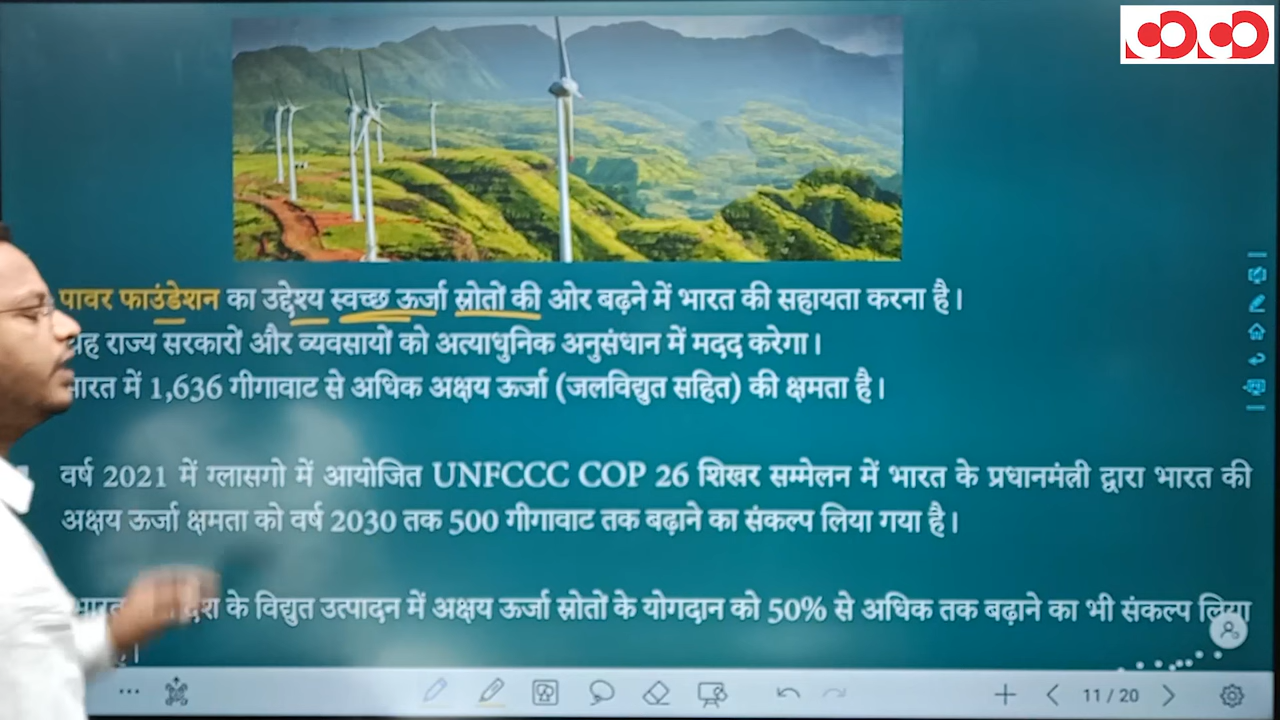 पावर फाउंडेशन का उद्देश्य स्वच्छ ऊर्जा स्रोतों की ओर बढ़ने में भारत की सहायता करना है।
राज्य सरकारों और व्यवसायों को अत्याधुनिक अनुसंधान में मदद करेगा।
में 1,636 गीगावाट से अधिक अक्षय ऊर्जा (जलविद्युत सहित) की क्षमता है।
वर्ष 2021 में ग्लासगो में आयोजित UNFCCC COP 26 शिखर सम्मेलन में भारत के प्रधानमंत्री द्वारा भारत की
अक्षय ऊर्जा क्षमता को वर्ष 2030 तक 500 गीगावाट तक बढ़ाने का संकल्प लिया गया है।
के विद्युत उत्पादन में अक्षय ऊर्जा स्रोतों के योगदान को 50% से अधिक तक बढ़ाने का भी संकल्प लिया
11 / 20